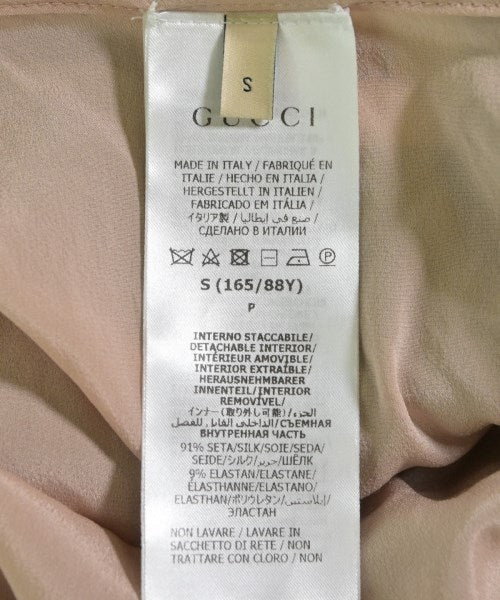 S
GUCCI
MADE IN ITALY / FABRIQUÉ EN
ITALIE / HECHO EN ITALIA /
HERGESTELLT IN ITALIEN /
FABRICADO EM ITÁLIA /
イタリア製 / صنع في ايطاليا /
СДЕЛАНО В ИТАЛИИ
P
S (165/88Y)
P
INTERNO STACCABILE/
DETACHABLE INTERIOR/
INTÉRIEUR AMOVIBLE/
INTERIOR EXTRAÍBLE/
HERAUSNEHMBARER
INNENTEIL/INTERIOR
REMOVÍVEL/
インナー (取り外し可能) /الجزء
الداخلي القابل للفصل/СЪЕМНАЯ
ВНУТРЕННЯЯ ЧАСТЬ
91% SETA/SILK/SOIE/SEDA/
SEIDE/シルク/حرير/ШЁЛК
9% ELASTAN/ELASTANE/
ÉLASTHANNE/ELASTANO/
ELASTHAN/ポリウレタン/إيلاستين/
ЭЛАСТАН
NON LAVARE / LAVARE IN
SACCHETTO DI RETE / NON
TRATTARE CON CLORO / NON